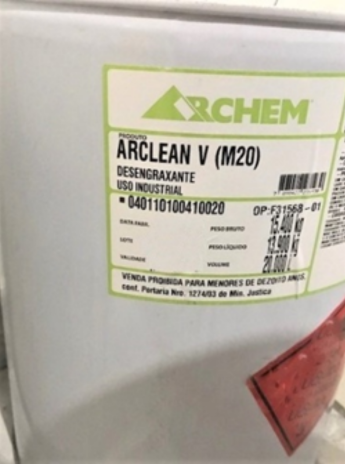 ARCHEM
PRODUTO
ARCLEAN V (M20)
DESENGRAXANTE
USO INDUSTRIAL
040110100410020 OP:F31568-01
DATA FABR. PESO BRUTO 15,400 Kg
LOTE PESO LÍQUIDO 13,900 Kg
VALIDADE VOLUME 20,000
VENDA PROIBIDA PARA MENORES DE DEZOITO ANOS.
conf. Portaria Nro. 1274/03 do Min. Justica